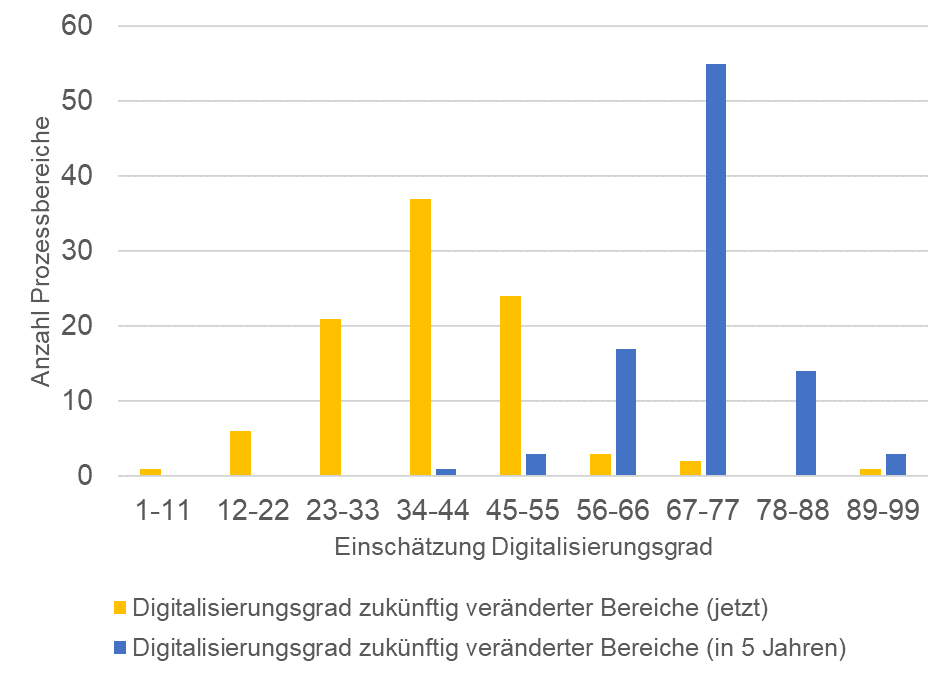 60
50
40
30
20
10
0
Anzahl Prozessbereiche
1-11 12-22 23-33 34-44 45-55 56-66 67-77 78-88 89-99
Einschätzung Digitalisierungsgrad
Digitalisierungsgrad zukünftig veränderter Bereiche (jetzt)
Digitalisierungsgrad zukünftig veränderter Bereiche (in 5 Jahren)